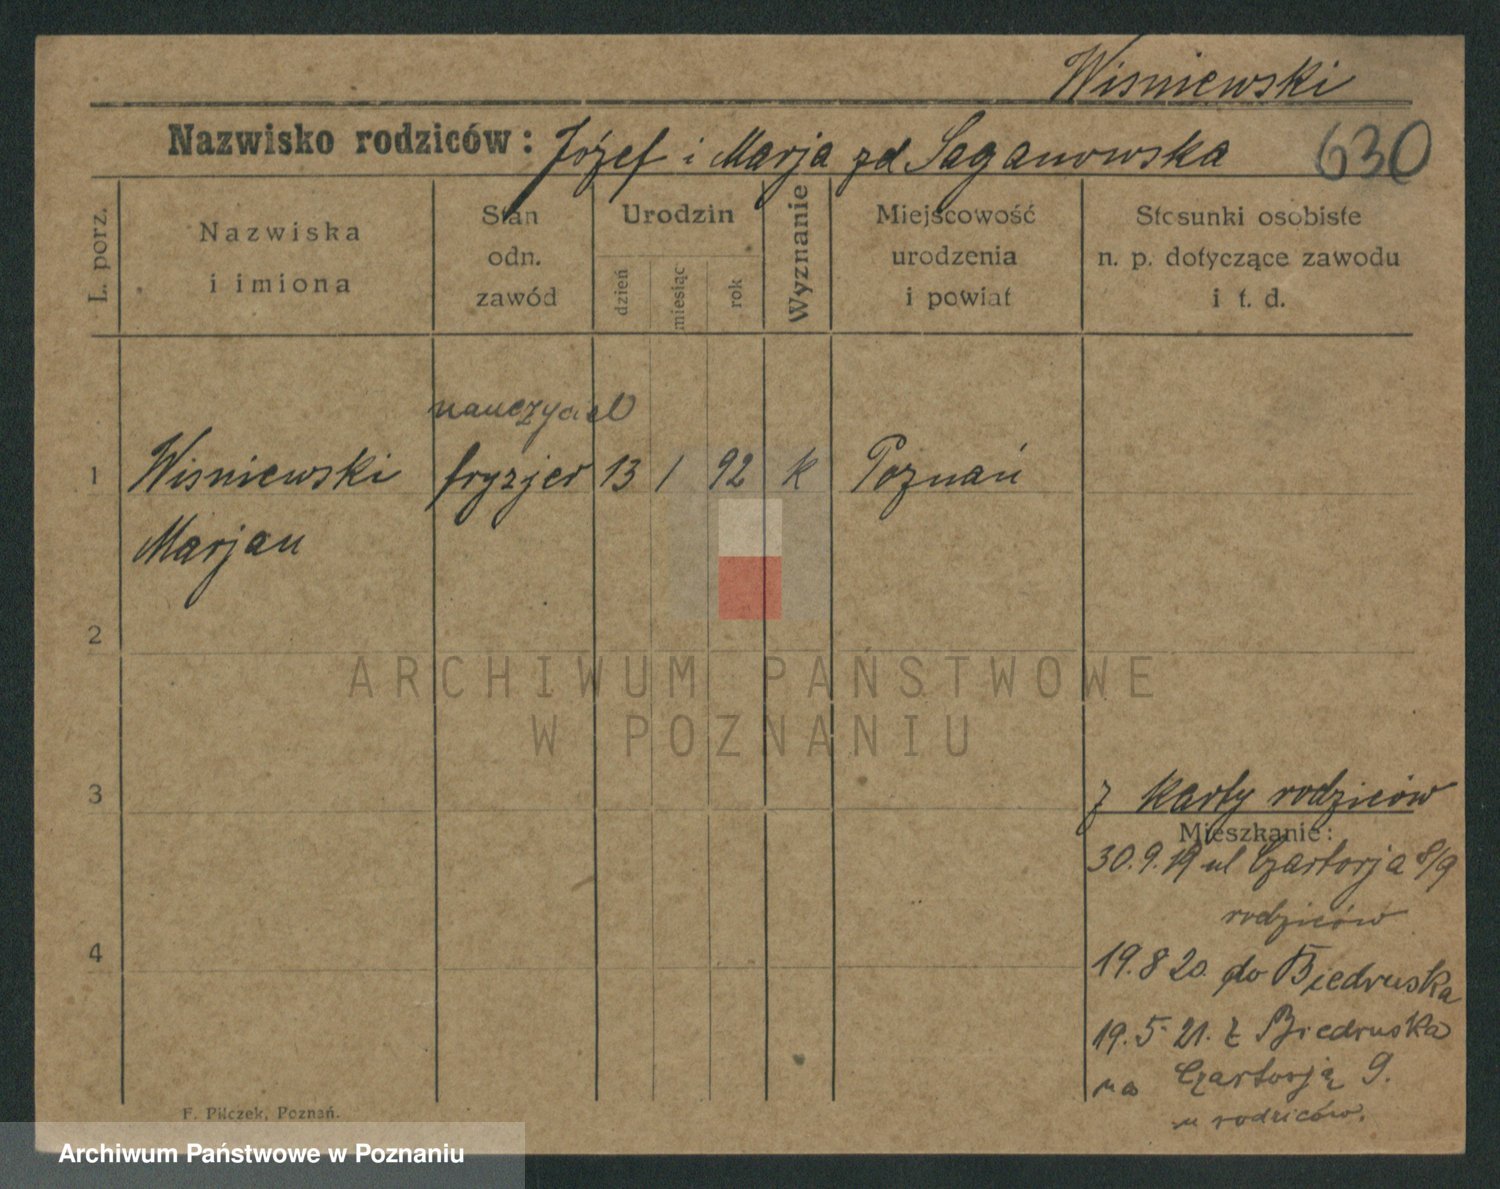 Wisniewski
Nazwisko rodziców: Józef i Marja zd Saganowska
630
L. porz.
Nazwiska
i imiona
Stan
odn.
zawód
Urodzin
dzień
miesiąc
rok
Wyznanie
Miejscowość
urodzenia
i powiat
Stosunki osobiste
n. p. dotyczące zawodu
i t. d.
nauczyciel
1 Wisniewski fryzjer 13 1 92 k Poznań
Marjan
2
3
z karty rodziców
Mieszkanie:
30.9.19 ul Czartorja 8/9
rodziców
4
19.8 20. do Biedruska
19.5 21. z Biedruska
na Czartorją 9.
u rodziców.
F. Pilczek, Poznań.
ARCHIWUM PAŃSTWOWE
W POZNANIU
Archiwum Państwowe w Poznaniu